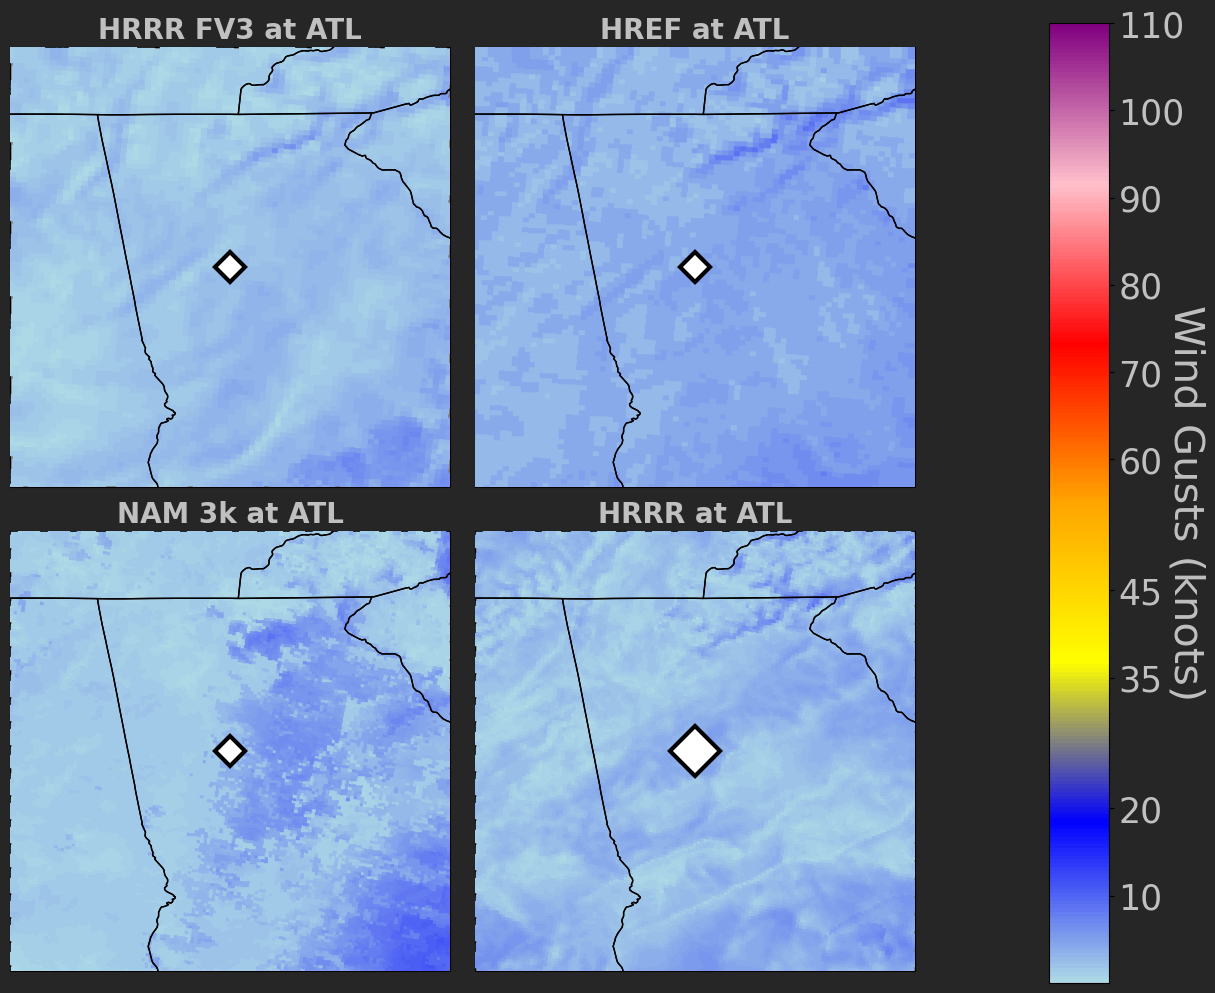 HRRR FV3 at ATL
HREF at ATL
NAM 3k at ATL
HRRR at ATL
110
100
90
80
70
60
45
35
20
10
Wind Gusts (knots)